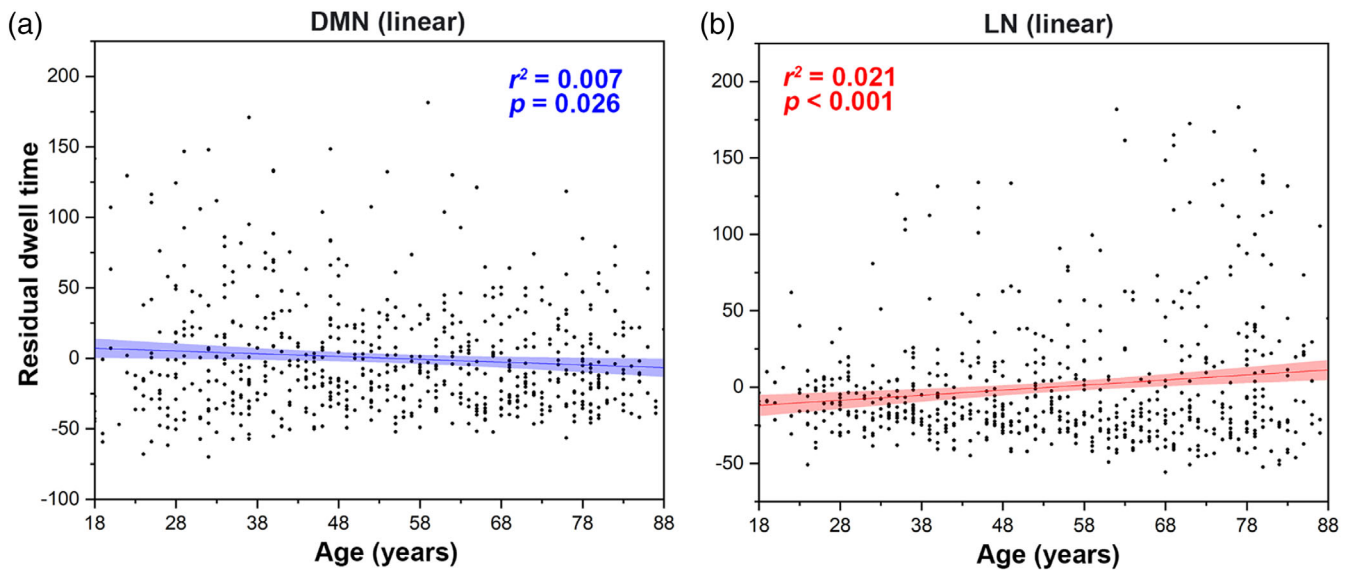 (a)
DMN (linear)
r² = 0.007
p = 0.026
200
150
100
50
0
-50
-100
Residual dwell time
18 28 38 48 58 68 78 88
Age (years)
(b)
LN (linear)
r² = 0.021
p < 0.001
200
150
100
50
0
-50
18 28 38 48 58 68 78 88
Age (years)